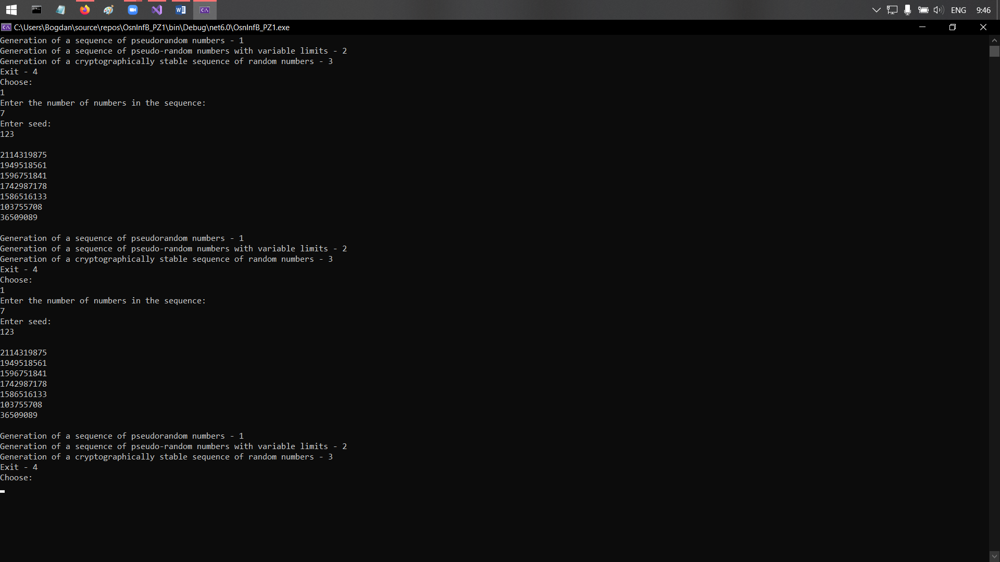 ENG 9:46
C:\Users\Bogdan\source\repos\OsnInfB_PZ1\bin\Debug\net6.0\OsnInfB_PZ1.exe
Generation of a sequence of pseudorandom numbers - 1
Generation of a sequence of pseudo-random numbers with variable limits - 2
Generation of a cryptographically stable sequence of random numbers - 3
Exit - 4
Choose:
1
Enter the number of numbers in the sequence:
7
Enter seed:
123
2114319875
1949518561
1596751841
1742987178
1586516133
103755708
36509089
Generation of a sequence of pseudorandom numbers - 1
Generation of a sequence of pseudo-random numbers with variable limits - 2
Generation of a cryptographically stable sequence of random numbers - 3
Exit - 4
Choose:
1
Enter the number of numbers in the sequence:
7
Enter seed:
123
2114319875
1949518561
1596751841
1742987178
1586516133
103755708
36509089
Generation of a sequence of pseudorandom numbers - 1
Generation of a sequence of pseudo-random numbers with variable limits - 2
Generation of a cryptographically stable sequence of random numbers - 3
Exit - 4
Choose: